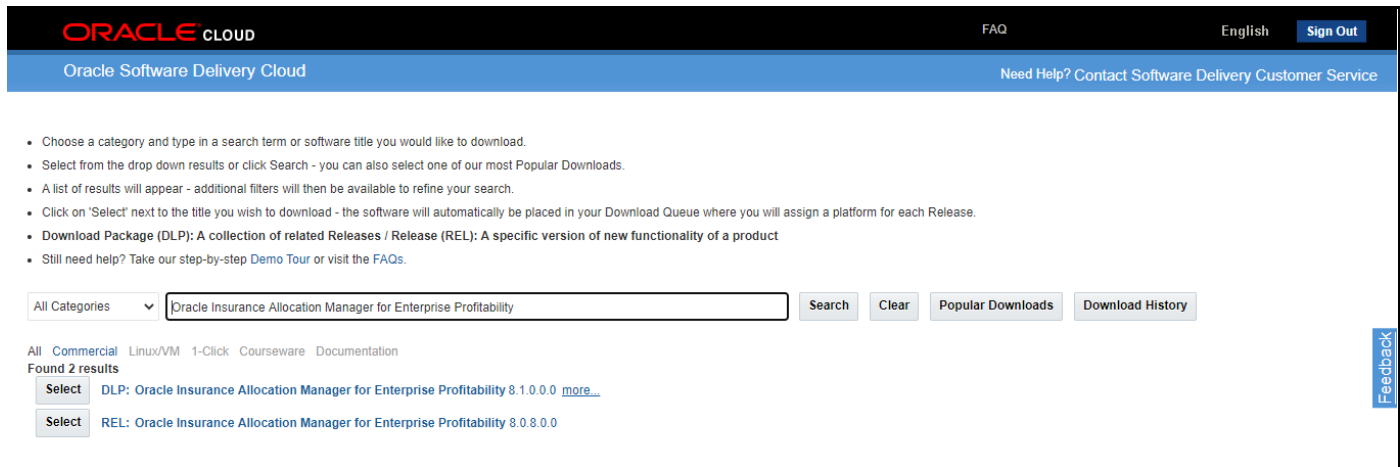 ORACLE CLOUD
FAQ
English
Sign Out
Oracle Software Delivery Cloud
Need Help? Contact Software Delivery Customer Service
• Choose a category and type in a search term or software title you would like to download.
• Select from the drop down results or click Search - you can also select one of our most Popular Downloads.
• A list of results will appear - additional filters will then be available to refine your search.
• Click on 'Select' next to the title you wish to download - the software will automatically be placed in your Download Queue where you will assign a platform for each Release.
• Download Package (DLP): A collection of related Releases / Release (REL): A specific version of new functionality of a product
• Still need help? Take our step-by-step Demo Tour or visit the FAQs.
All Categories
Oracle Insurance Allocation Manager for Enterprise Profitability
Search
Clear
Popular Downloads
Download History
All Commercial Linux/VM 1-Click Courseware Documentation
Found 2 results
Select DLP: Oracle Insurance Allocation Manager for Enterprise Profitability 8.1.0.0.0 more...
Select REL: Oracle Insurance Allocation Manager for Enterprise Profitability 8.0.8.0.0
Feedback